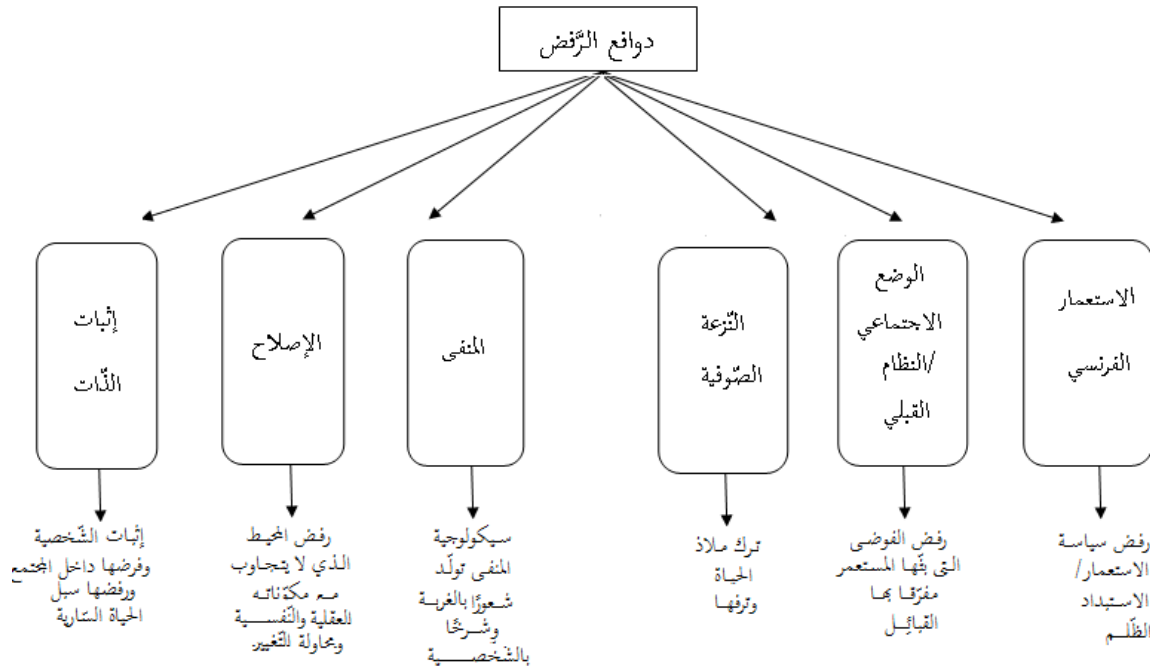 دوافع الرَّفض
الاستعمار
الفرنسي
الوضع
الاجتماعي
/النظام
القبلي
النّزعة
الصّوفية
المنفى
الإصلاح
إثبات
الذّات
رفض سياسة
الاستعمار/
الاستبداد
الظّلم
رفض الفوضى
التي بثّها المستعمر
مفرّقا بها
القبائل
ترك ملاذ
الحياة
وترفها
سيكولوجية
المنفى تولّد
شعورًا بالغربة
وشرخًا
بالشّخصية
رفض المحيط
الذي لا يتجاوب
مع مكوّناته
العقلية والنّفسية
ومحاولة التّغيير
إثبات الشّخصية
وفرضها داخل المجتمع
ورفضها سبل
الحياة السّارية